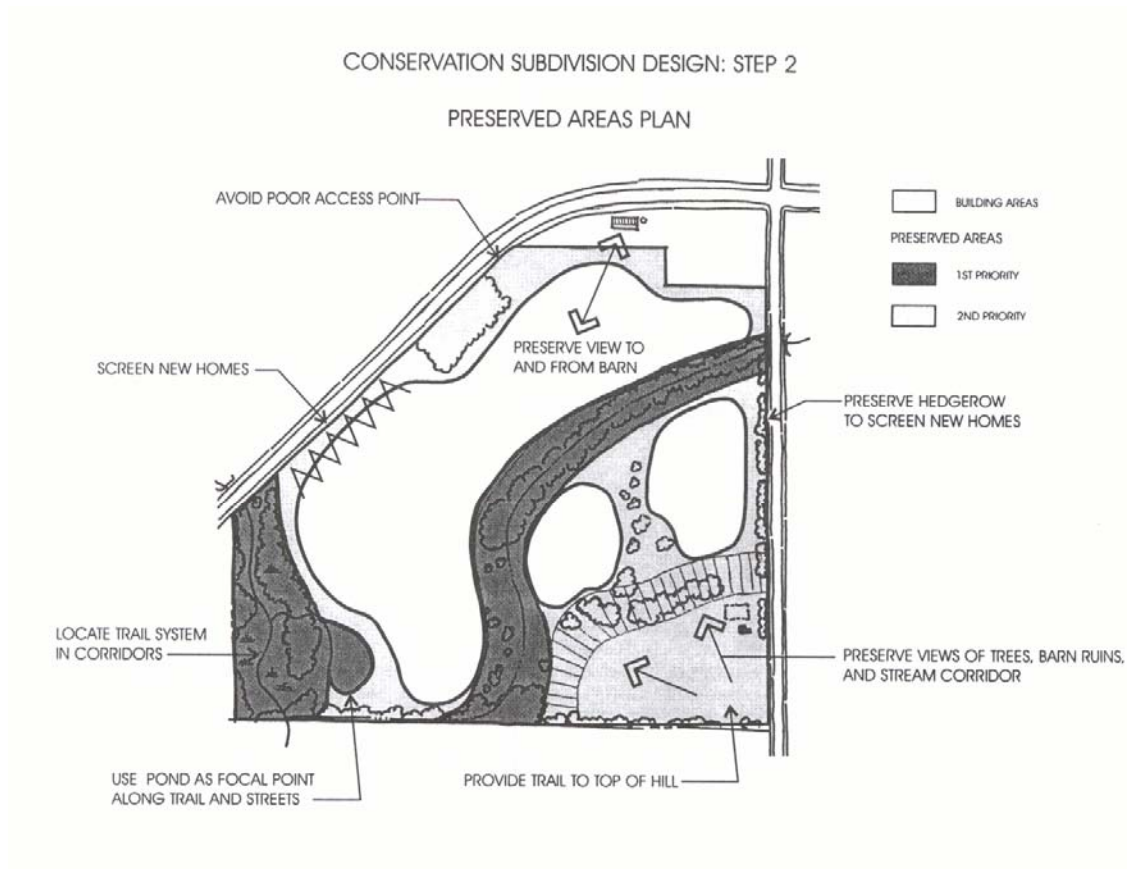 CONSERVATION SUBDIVISION DESIGN: STEP 2
PRESERVED AREAS PLAN
AVOID POOR ACCESS POINT
BUILDING AREAS
PRESERVED AREAS
1ST PRIORITY
2ND PRIORITY
PRESERVE VIEW TO
AND FROM BARN
SCREEN NEW HOMES
PRESERVE HEDGEROW
TO SCREEN NEW HOMES
LOCATE TRAIL SYSTEM
IN CORRIDORS
PRESERVE VIEWS OF TREES, BARN RUINS,
AND STREAM CORRIDOR
USE POND AS FOCAL POINT
ALONG TRAIL AND STREETS
PROVIDE TRAIL TO TOP OF HILL